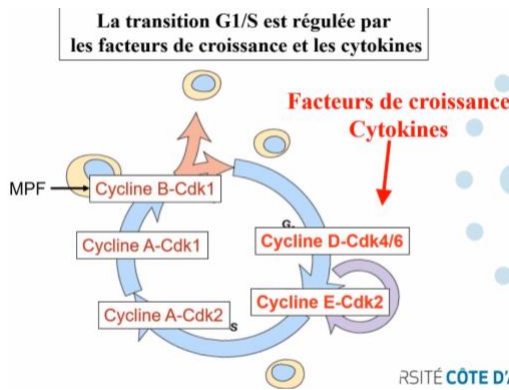 La transition G1/S est régulée par
les facteurs de croissance et les cytokines
Facteurs de croissance
Cytokines
MPF
Cycline B-Cdk1
G
Cycline A-Cdk1
Cycline D-Cdk4/6
Cycline E-Cdk2
Cycline A-Cdk2
S
RSITÉ CÔTE D'